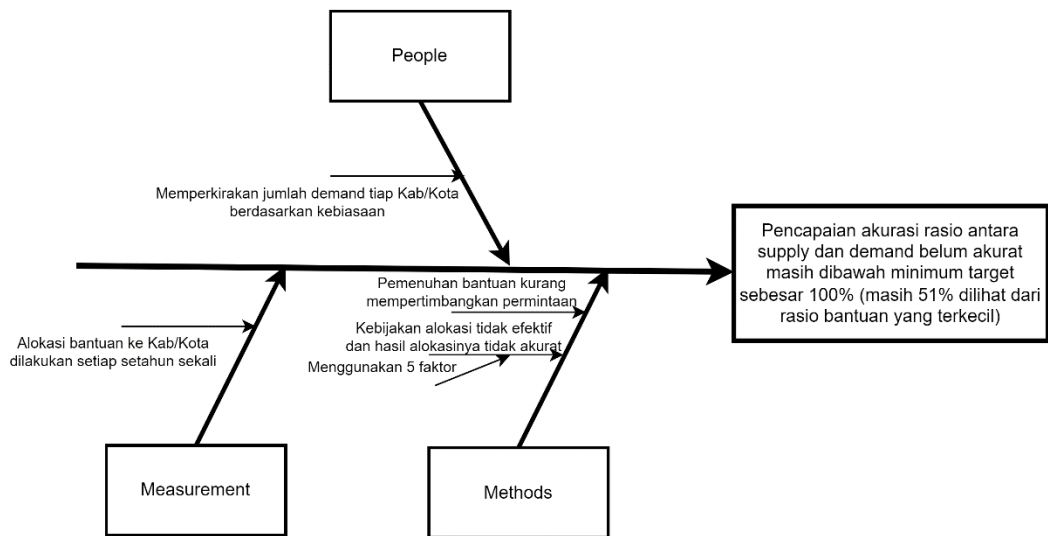 People
Memperkirakan jumlah demand tiap Kab/Kota
berdasarkan kebiasaan
Pencapaian akurasi rasio antara
supply dan demand belum akurat
masih dibawah minimum target
sebesar 100% (masih 51% dilihat dari
rasio bantuan yang terkecil)
Pemenuhan bantuan kurang
mempertimbangkan permintaan
Kebijakan alokasi tidak efektif
dan hasil alokasinya tidak akurat
Menggunakan 5 faktor
Alokasi bantuan ke Kab/Kota
dilakukan setiap setahun sekali
Measurement
Methods